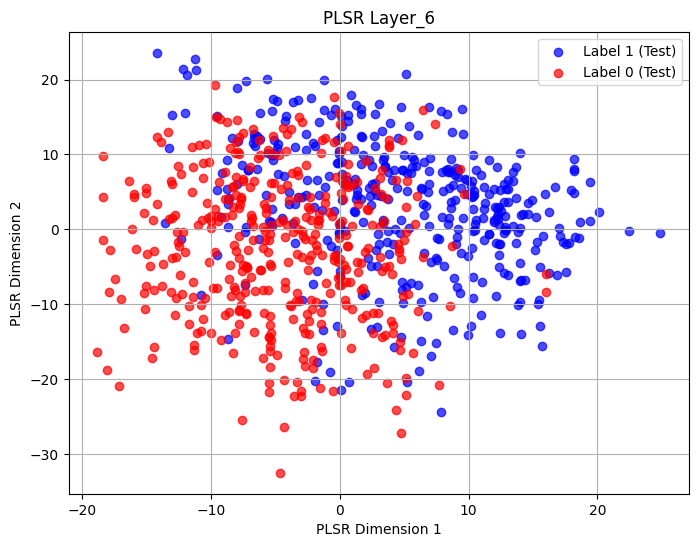 PLSR Layer_6
Label 1 (Test)
Label 0 (Test)
20
10
0
−10
−20
−30
PLSR Dimension 2
−20
−10
0
10
20
PLSR Dimension 1